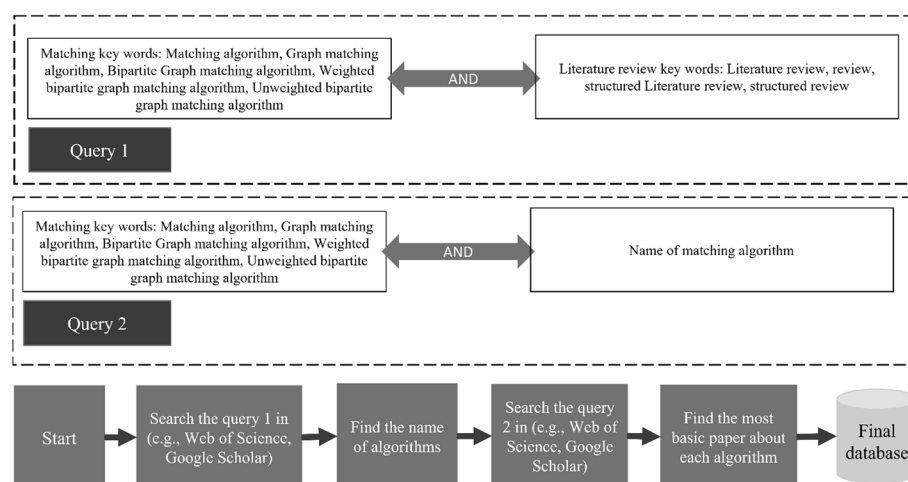 Matching key words: Matching algorithm, Graph matching
algorithm, Bipartite Graph matching algorithm, Weighted
bipartite graph matching algorithm, Unweighted bipartite
graph matching algorithm
AND
Literature review key words: Literature review, review,
structured Literature review, structured review
Query 1
Matching key words: Matching algorithm, Graph matching
algorithm, Bipartite Graph matching algorithm, Weighted
bipartite graph matching algorithm, Unweighted bipartite
graph matching algorithm
AND
Name of matching algorithm
Query 2
Start
Search the query 1 in
(e.g., Web of Science,
Google Scholar)
Find the name
of algorithms
Search the query
2 in (e.g., Web of
Science, Google
Scholar)
Find the most
basic paper about
each algorithm
Final
database